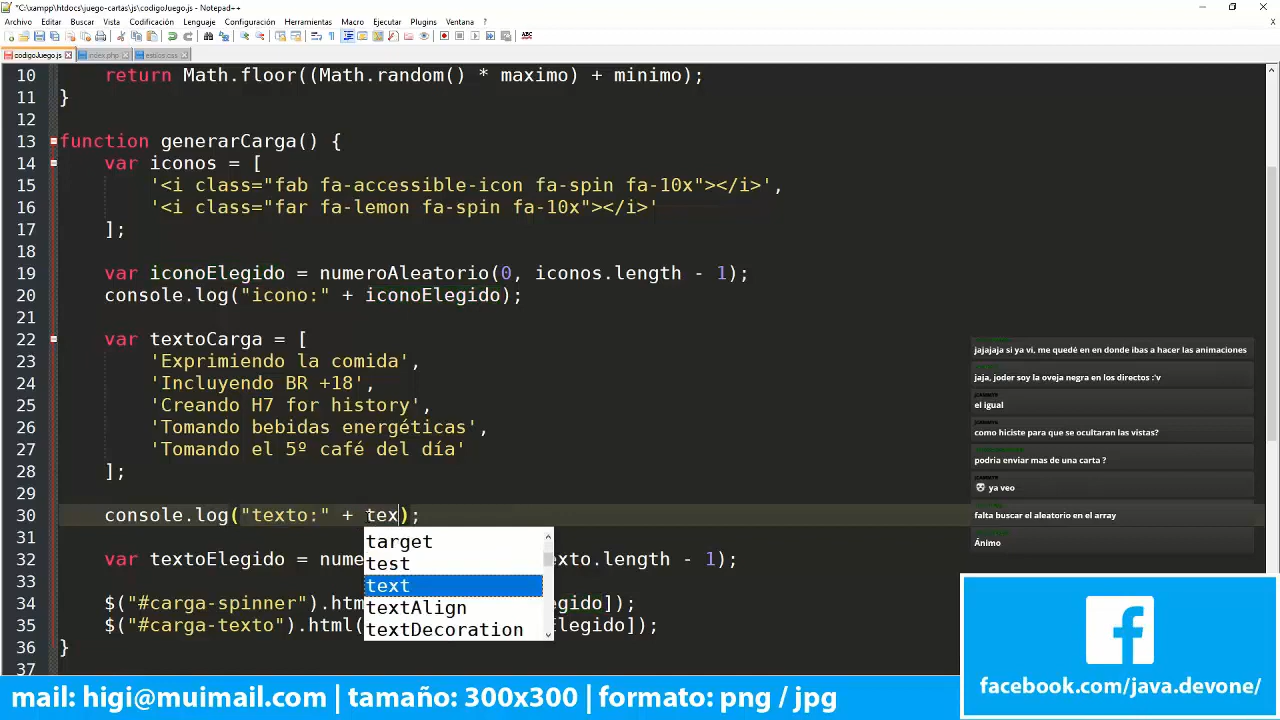 *C:\xampp\htdocs\juego-cartas\js\codigoJuego.js - Notepad++
Archivo Editar Buscar Vista Codificación Lenguaje Configuración Herramientas Macro Ejecutar Plugins Ventana ?
codigoJuego.js index.php estilos.css
10 return Math.floor((Math.random() * maximo) + minimo);
11 }
12
13 function generarCarga() {
14 var iconos = [
15 '<i class="fab fa-accessible-icon fa-spin fa-10x"></i>',
16 '<i class="far fa-lemon fa-spin fa-10x"></i>'
17 ];
18
19 var iconoElegido = numeroAleatorio(0, iconos.length - 1);
20 console.log("icono:" + iconoElegido);
21
22 var textoCarga = [
23 'Exprimiendo la comida',
24 'Incluyendo BR +18',
25 'Creando H7 for history',
26 'Tomando bebidas energéticas',
27 'Tomando el 5º café del día'
28 ];
29
30 console.log("texto:" + tex);
target
31
test
32 var textoElegido = nume exto.length - 1);
33
text
34 $("#carga-spinner").htm egido]);
textAlign
35 $("#carga-texto").html( Elegido]);
textDecoration
36 }
37
jajajaja si ya vi, me quedé en en donde ibas a hacer las animaciones
jaja, joder soy la oveja negra en los directos :'v
el igual
como hiciste para que se ocultaran las vistas?
podria enviar mas de una carta ?
ya veo
falta buscar el aleatorio en el array
Ánimo
mail: higi@muimail.com | tamaño: 300x300 | formato: png / jpg
facebook.com/java.devone/